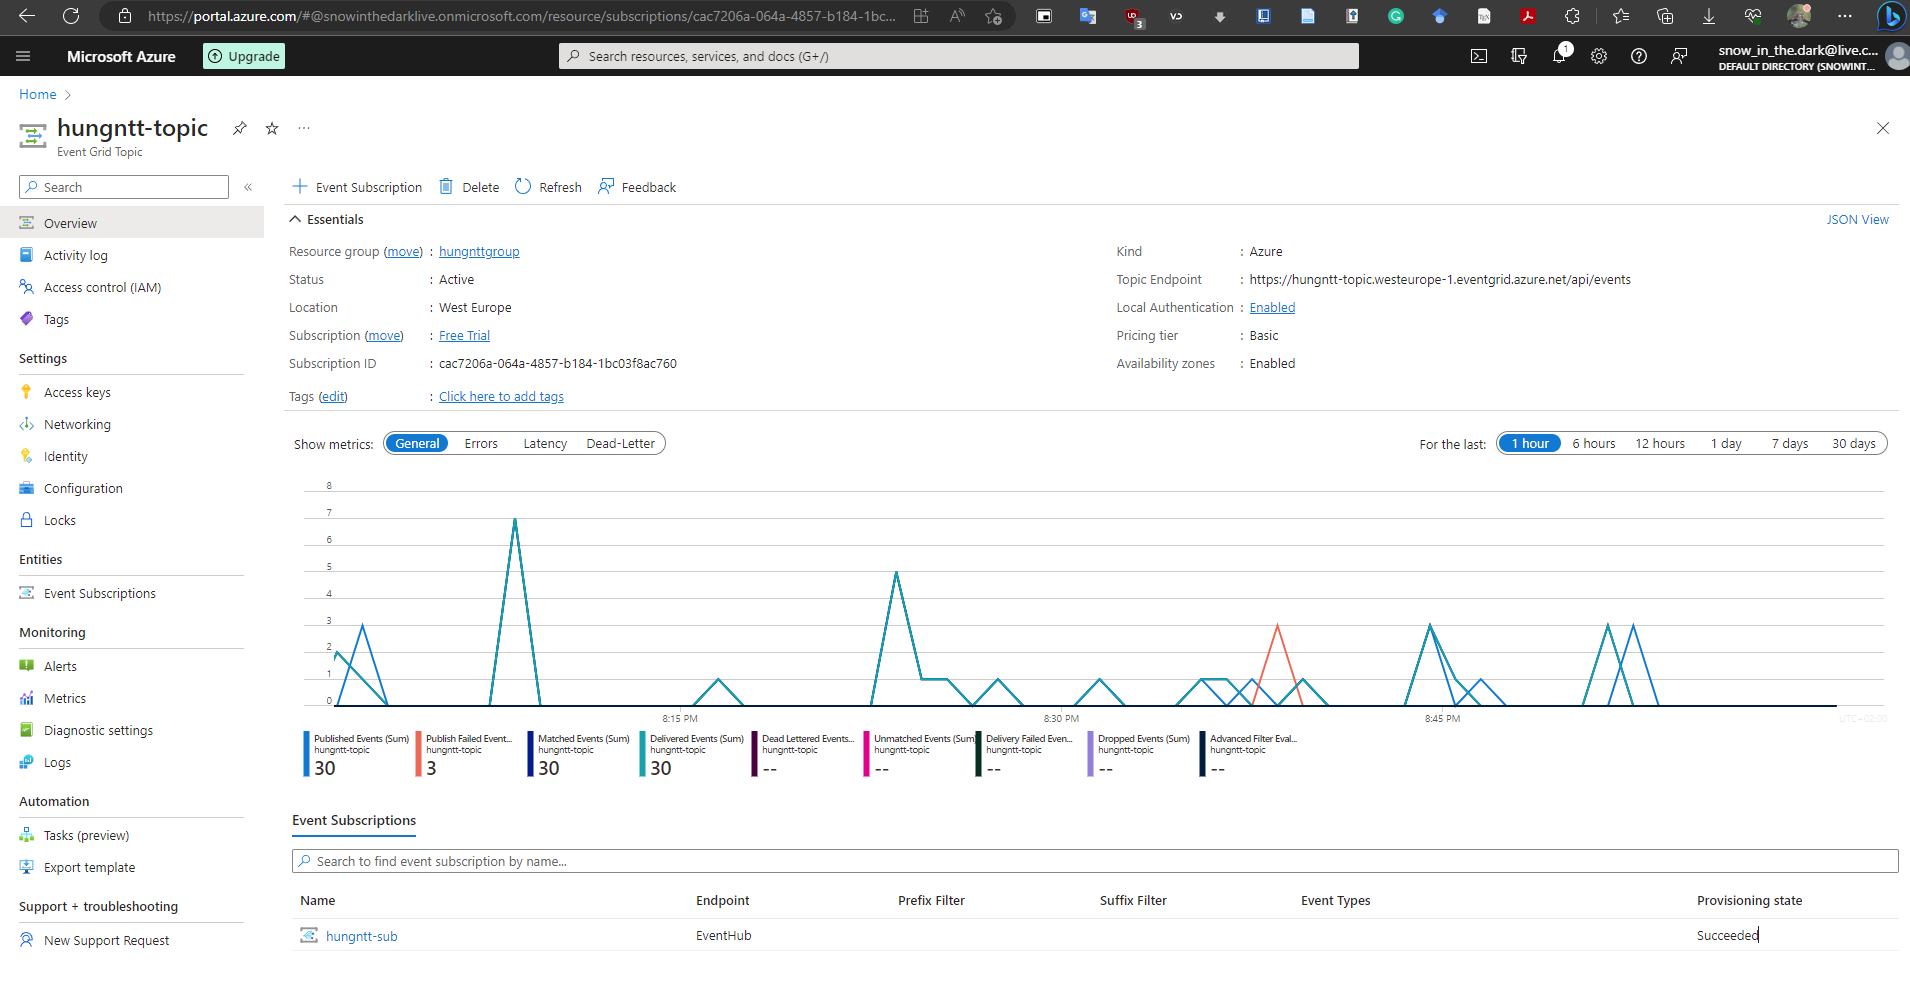 https://portal.azure.com/#@snowinthedarklive.onmicrosoft.com/resource/subscriptions/cac7206a-064a-4857-b184-1bc...
Microsoft Azure
Upgrade
Search resources, services, and docs (G+/)
1
snow_in_the.dark@live.c...
DEFAULT DIRECTORY (SNOWINT...
Home
hungntt-topic
Event Grid Topic
Search
Overview
Activity log
Access control (IAM)
Tags
Settings
Access keys
Networking
Identity
Configuration
Locks
Entities
Event Subscriptions
Monitoring
Alerts
Metrics
Diagnostic settings
Logs
Automation
Tasks (preview)
Export template
Support + troubleshooting
New Support Request
Event Subscription Delete Refresh Feedback
Essentials
JSON View
Resource group (move) : hungnttgroup
Status : Active
Location : West Europe
Subscription (move) : Free Trial
Subscription ID : cac7206a-064a-4857-b184-1bc03f8ac760
Tags (edit) : Click here to add tags
Kind : Azure
Topic Endpoint : https://hungntt-topic.westeurope-1.eventgrid.azure.net/api/events
Local Authentication : Enabled
Pricing tier : Basic
Availability zones : Enabled
Show metrics: General Errors Latency Dead-Letter
For the last: 1 hour 6 hours 12 hours 1 day 7 days 30 days
8
7
6
5
4
3
2
1
0
8:15 PM 8:30 PM 8:45 PM UTC+02:00
Published Events (Sum)
hungntt-topic
30
Publish Failed Event...
hungntt-topic
3
Matched Events (Sum)
hungntt-topic
30
Delivered Events (Sum)
hungntt-topic
30
Dead Lettered Events...
hungntt-topic
--
Unmatched Events (Sum)
hungntt-topic
--
Delivery Failed Even...
hungntt-topic
--
Dropped Events (Sum)
hungntt-topic
--
Advanced Filter Eval...
hungntt-topic
--
Event Subscriptions
Search to find event subscription by name...
Name Endpoint Prefix Filter Suffix Filter Event Types Provisioning state
hungntt-sub EventHub Succeeded